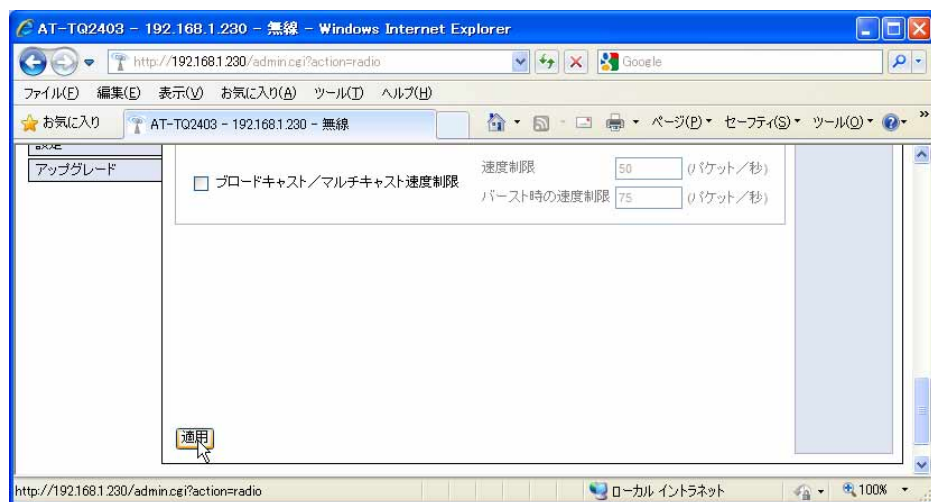 AT-TQ2403 - 192.168.1.230 - 無線 - Windows Internet Explorer
http://192.168.1.230/admin.cgi?action=radio
Google
ファイル(F) 編集(E) 表示(V) お気に入り(A) ツール(T) ヘルプ(H)
お気に入り
AT-TQ2403 - 192.168.1.230 - 無線
ページ(P) セーフティ(S) ツール(O)
設定
アップグレード
ブロードキャスト/マルチキャスト速度制限
速度制限 50 (パケット/秒)
バースト時の速度制限 75 (パケット/秒)
適用
http://192.168.1.230/admin.cgi?action=radio
ローカル イントラネット
100%